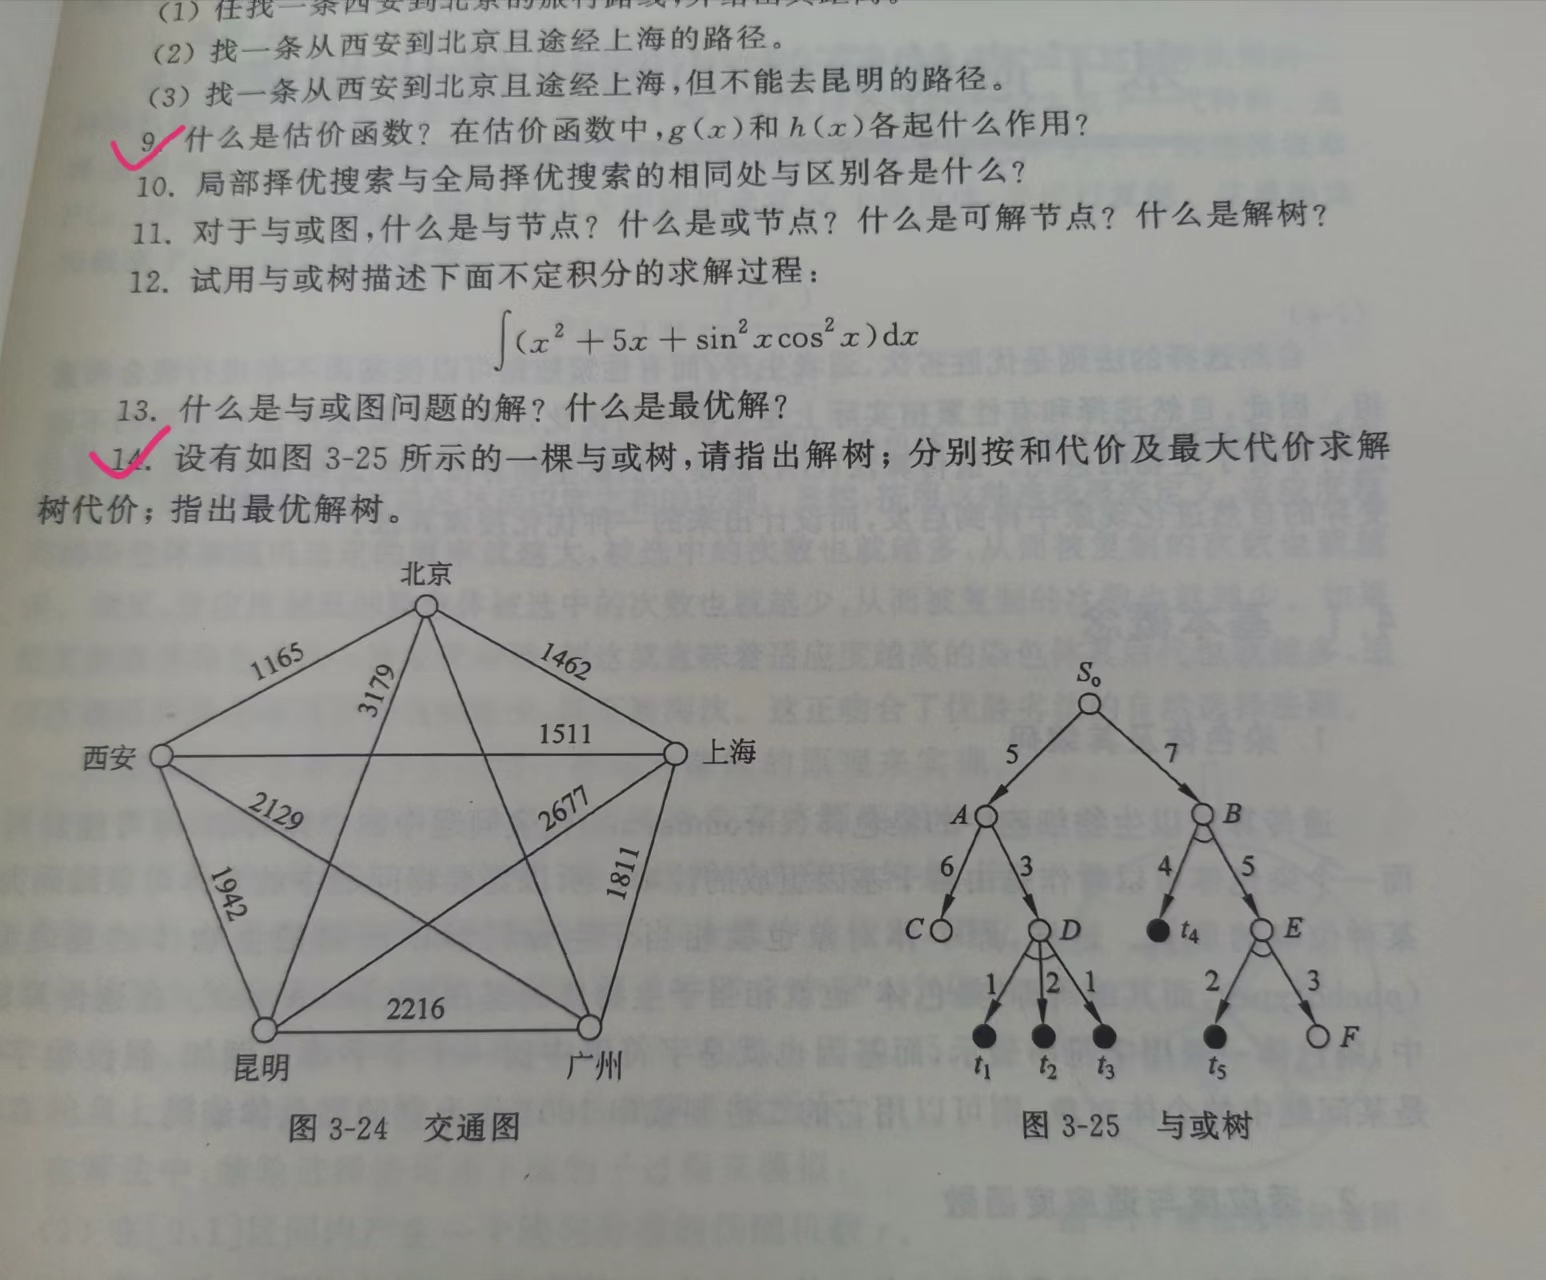 (1) 任找一条西安到北京的旅行路线,并给出其距离。
(2) 找一条从西安到北京且途经上海的路径。
(3) 找一条从西安到北京且途经上海,但不能去昆明的路径。
9. 什么是估价函数？在估价函数中,g(x)和h(x)各起什么作用？
10. 局部择优搜索与全局择优搜索的相同处与区别各是什么？
11. 对于与或图,什么是与节点？什么是或节点？什么是可解节点？什么是解树？
12. 试用与或树描述下面不定积分的求解过程：
∫(x² + 5x + sin²xcos²x)dx
13. 什么是与或图问题的解？什么是最优解？
14. 设有如图 3-25 所示的一棵与或树,请指出解树；分别按和代价及最大代价求解
树代价；指出最优解树。
北京
1165
3179
1462
西安
1511
上海
2129
2677
1942
1811
2216
昆明
广州
图 3-24 交通图
S₀
5
7
A
B
6
3
4
5
C
D
t₄
E
1
2
1
2
3
t₁
t₂
t₃
t₅
F
图 3-25 与或树